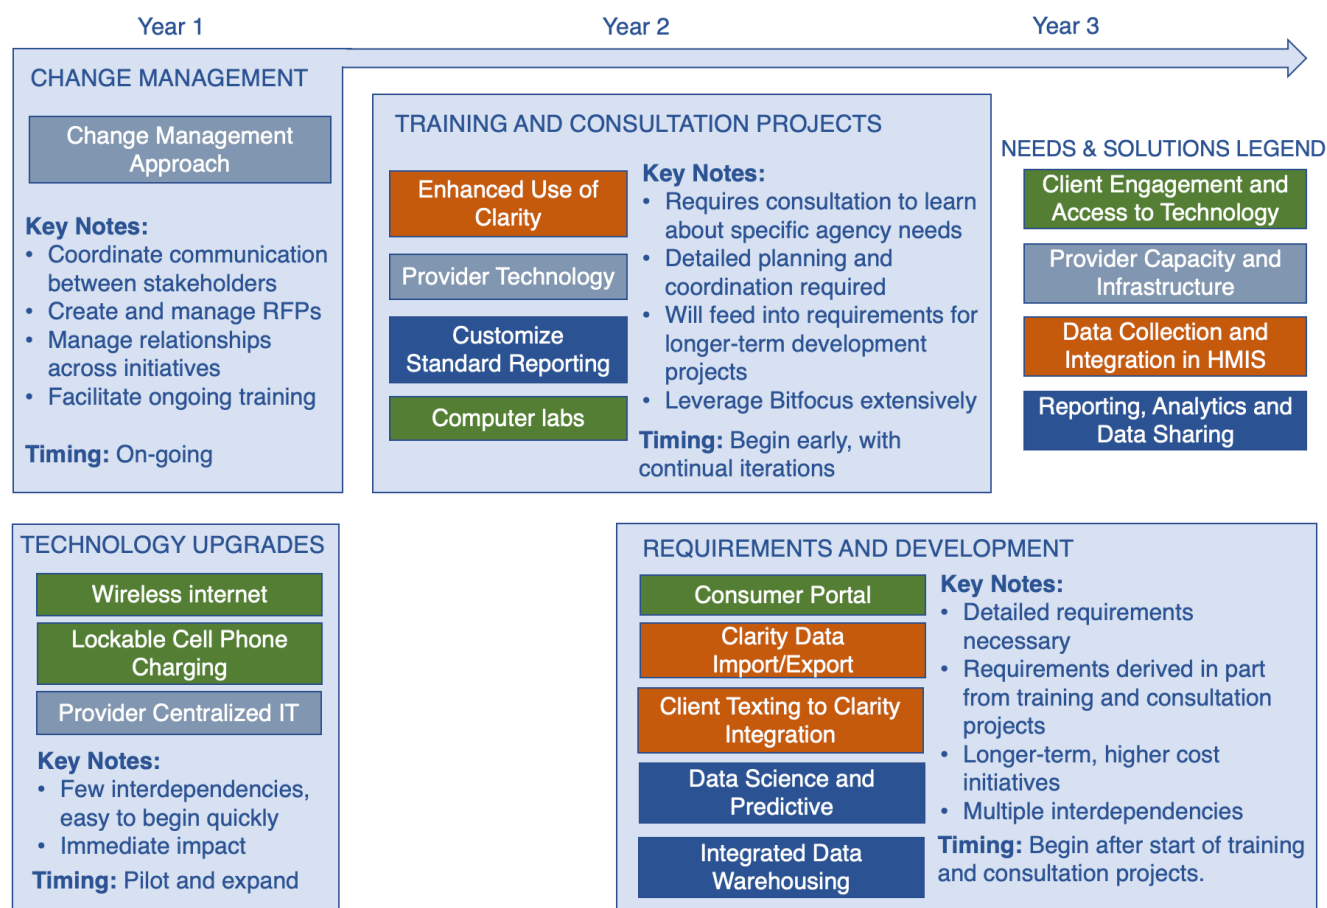 Year 1
Year 2
Year 3
CHANGE MANAGEMENT
Change Management
Approach
Key Notes:
• Coordinate communication
between stakeholders
• Create and manage RFPs
• Manage relationships
across initiatives
• Facilitate ongoing training
Timing: On-going
TRAINING AND CONSULTATION PROJECTS
Enhanced Use of
Clarity
Provider Technology
Customize
Standard Reporting
Computer labs
Key Notes:
• Requires consultation to learn
about specific agency needs
• Detailed planning and
coordination required
• Will feed into requirements for
longer-term development
projects
• Leverage Bitfocus extensively
Timing: Begin early, with
continual iterations
NEEDS & SOLUTIONS LEGEND
Client Engagement and
Access to Technology
Provider Capacity and
Infrastructure
Data Collection and
Integration in HMIS
Reporting, Analytics and
Data Sharing
TECHNOLOGY UPGRADES
Wireless internet
Lockable Cell Phone
Charging
Provider Centralized IT
Key Notes:
• Few interdependencies,
easy to begin quickly
• Immediate impact
Timing: Pilot and expand
REQUIREMENTS AND DEVELOPMENT
Consumer Portal
Clarity Data
Import/Export
Client Texting to Clarity
Integration
Data Science and
Predictive
Integrated Data
Warehousing
Key Notes:
• Detailed requirements
necessary
• Requirements derived in part
from training and consultation
projects
• Longer-term, higher cost
initiatives
• Multiple interdependencies
Timing: Begin after start of training
and consultation projects.